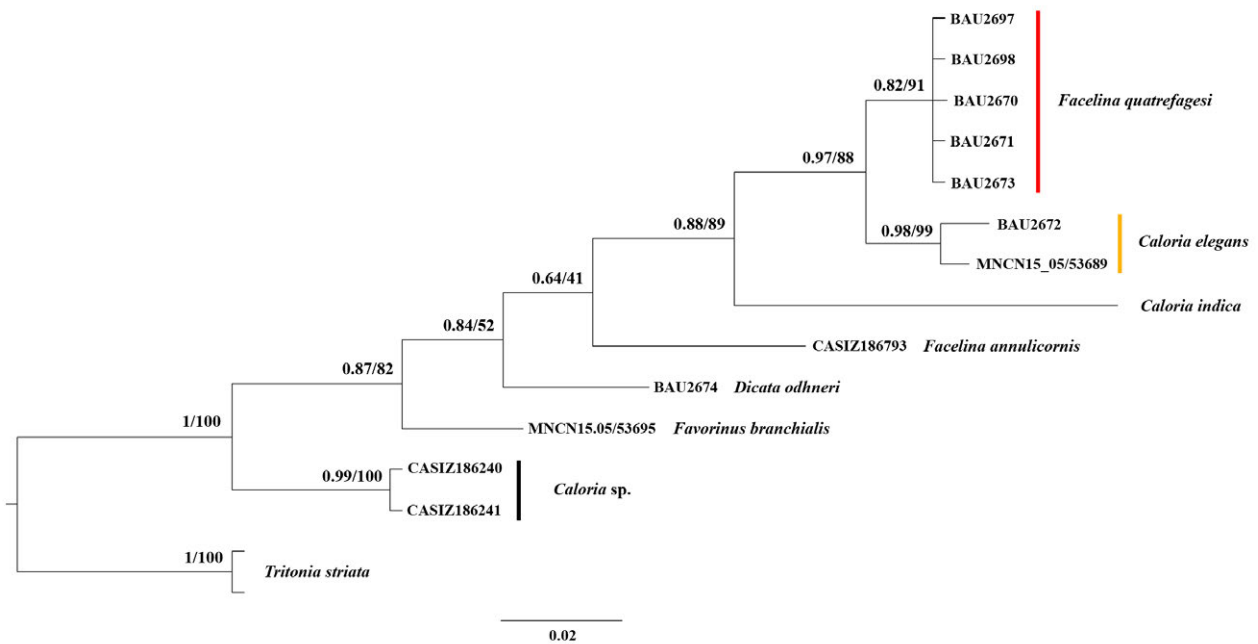 BAU2697
BAU2698
0.82/91
BAU2670
Facelina quatrefagesi
BAU2671
0.97/88
BAU2673
BAU2672
0.88/89
0.98/99
Caloria elegans
MNCN15_05/53689
0.64/41
Caloria indica
0.84/52
CASIZ186793 Facelina annulicornis
0.87/82
BAU2674 Dicata odhneri
1/100
MNCN15.05/53695 Favorinus branchialis
0.99/100
CASIZ186240
Caloria sp.
CASIZ186241
1/100
Tritonia striata
0.02